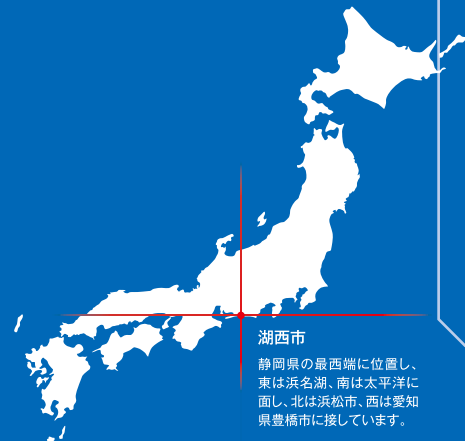 湖西市
静岡県の最西端に位置し、
東は浜名湖、南は太平洋に
面し、北は浜松市、西は愛知
県豊橋市に接しています。